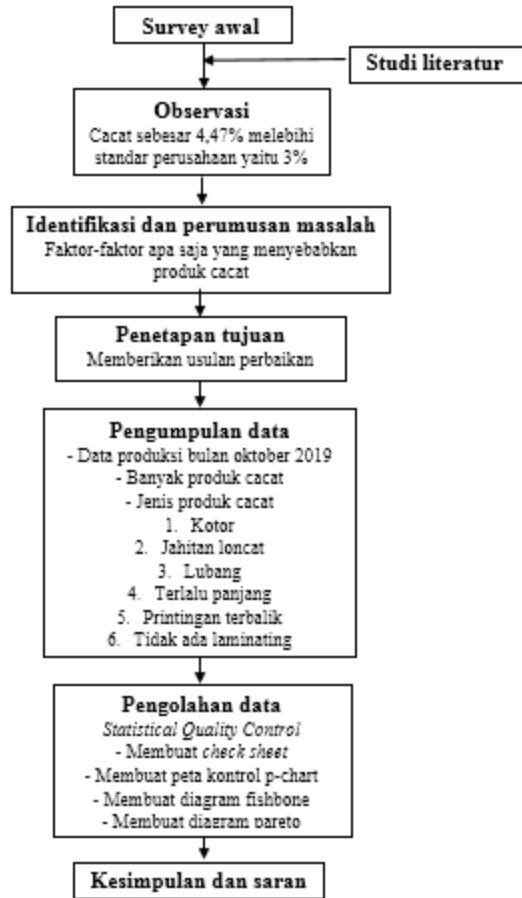 Survey awal
Studi literatur
Observasi
Cacat sebesar 4,47% melebihi
standar perusahaan yaitu 3%
Identifikasi dan perumusan masalah
Faktor-faktor apa saja yang menyebabkan
produk cacat
Penetapan tujuan
Memberikan usulan perbaikan
Pengumpulan data
- Data produksi bulan oktober 2019
- Banyak produk cacat
- Jenis produk cacat
1. Kotor
2. Jahitan loncat
3. Lubang
4. Terlalu panjang
5. Printingan terbalik
6. Tidak ada laminating
Pengolahan data
Statistical Quality Control
- Membuat check sheet
- Membuat peta kontrol p-chart
- Membuat diagram fishbone
- Membuat diagram pareto
Kesimpulan dan saran